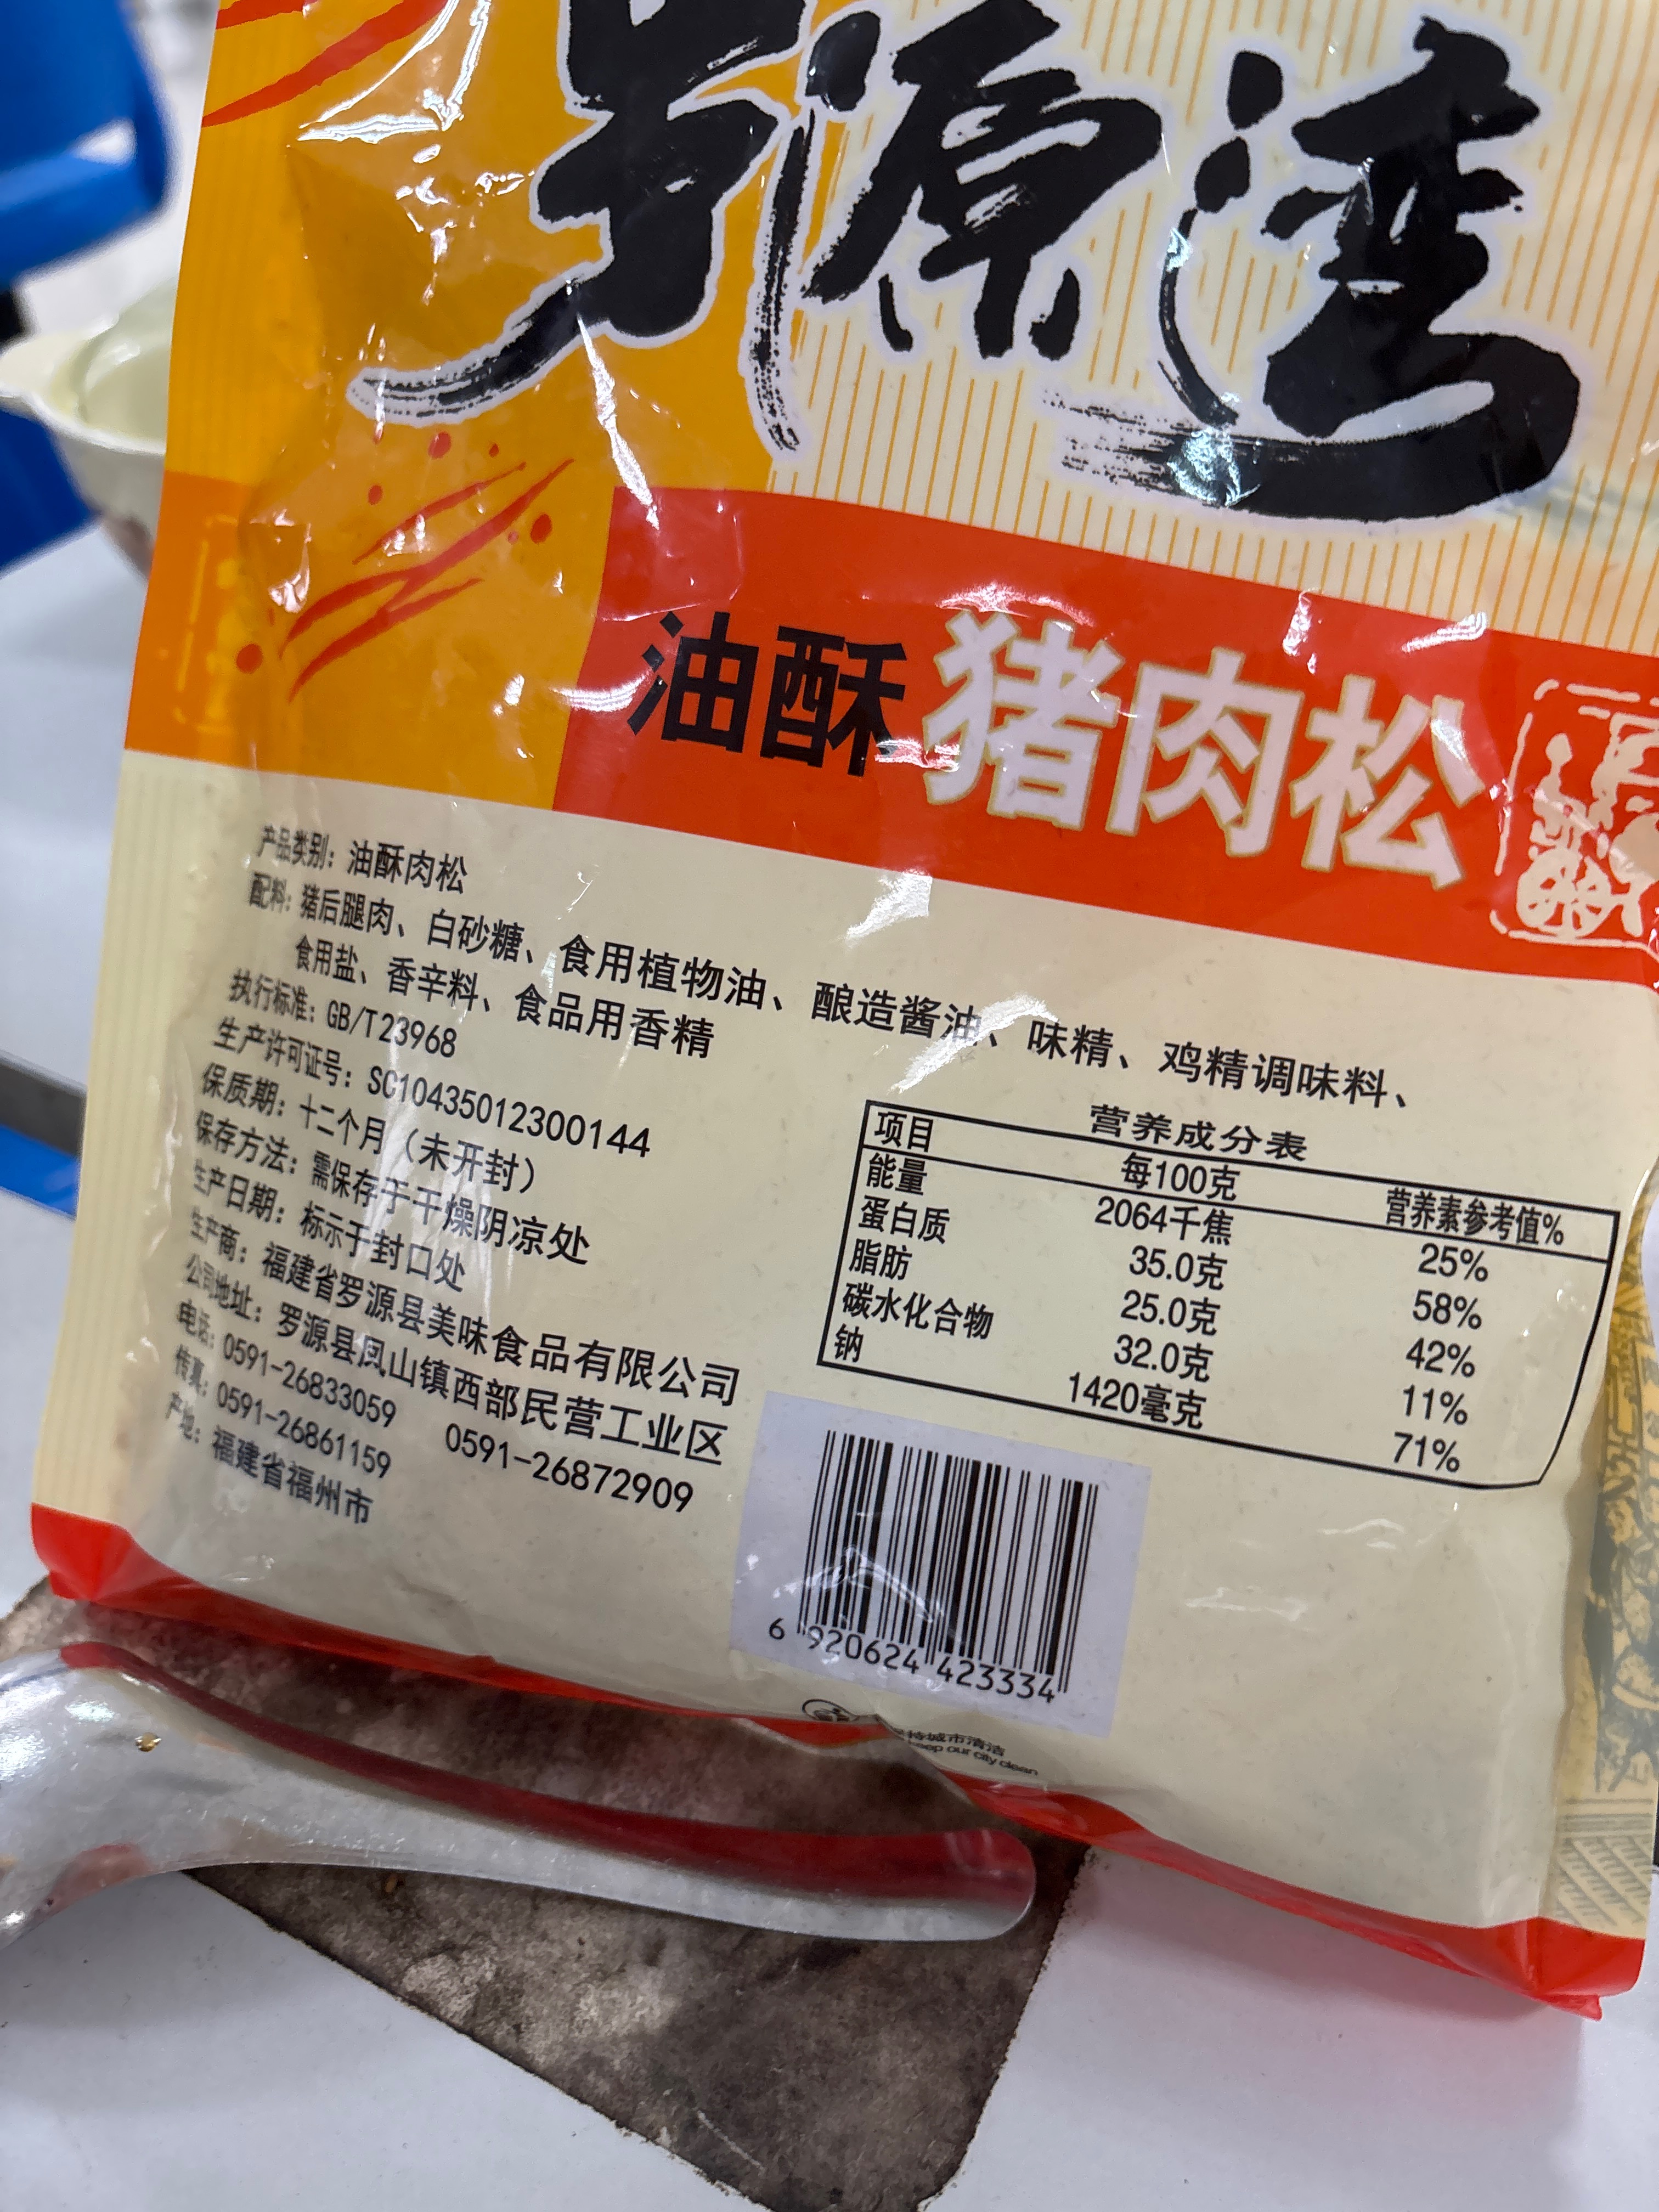 罗源湾
油酥猪肉松
产品类别：油酥肉松
配料：猪后腿肉、白砂糖、食用植物油、酿造酱油、味精、鸡精调味料、
食用盐、香辛料、食品用香精
执行标准：GB/T23968
生产许可证号：SC10435012300144
保质期：十二个月（未开封）
保存方法：需保存于干燥阴凉处
生产日期：标示于封口处
生产商：福建省罗源县美味食品有限公司
公司地址：罗源县凤山镇西部民营工业区
电话：0591-26833059 0591-26872909
传真：0591-26861159
产地：福建省福州市
营养成分表
项目 每100克 营养素参考值%
能量 2064千焦 25%
蛋白质 35.0克 58%
脂肪 25.0克 42%
碳水化合物 32.0克 11%
钠 1420毫克 71%
6 920624 423334
持城市清洁
keep our city clean